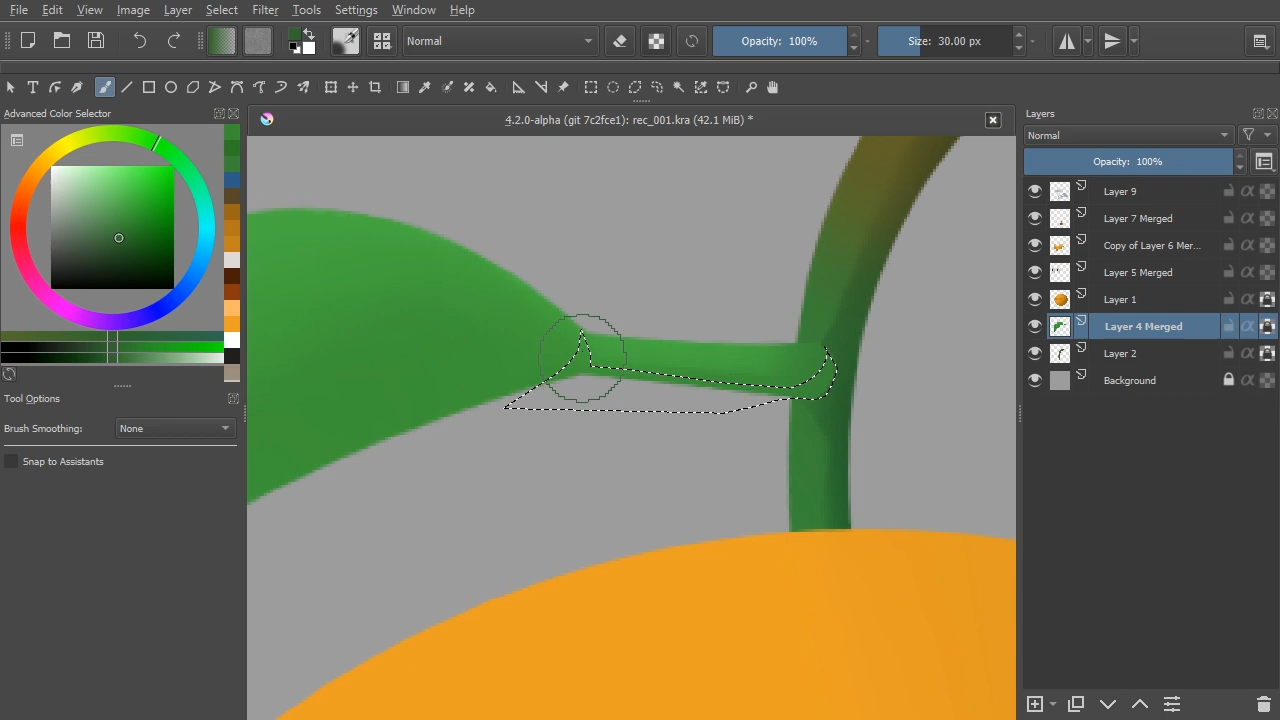 File Edit View Image Layer Select Filter Tools Settings Window Help
Normal Opacity: 100% Size: 30.00 px
Advanced Color Selector
4.2.0-alpha (git 7c2fce1): rec_001.kra (42.1 MiB) *
Layers
Normal
Opacity: 100%
Layer 9
Layer 7 Merged
Copy of Layer 6 Mer...
Layer 5 Merged
Layer 1
Layer 4 Merged
Layer 2
Background
Tool Options
Brush Smoothing: None
Snap to Assistants